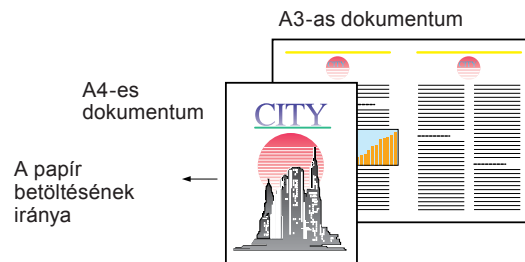 A3-as dokumentum
A4-es
dokumentum
CITY
A papír
betöltésének
iránya